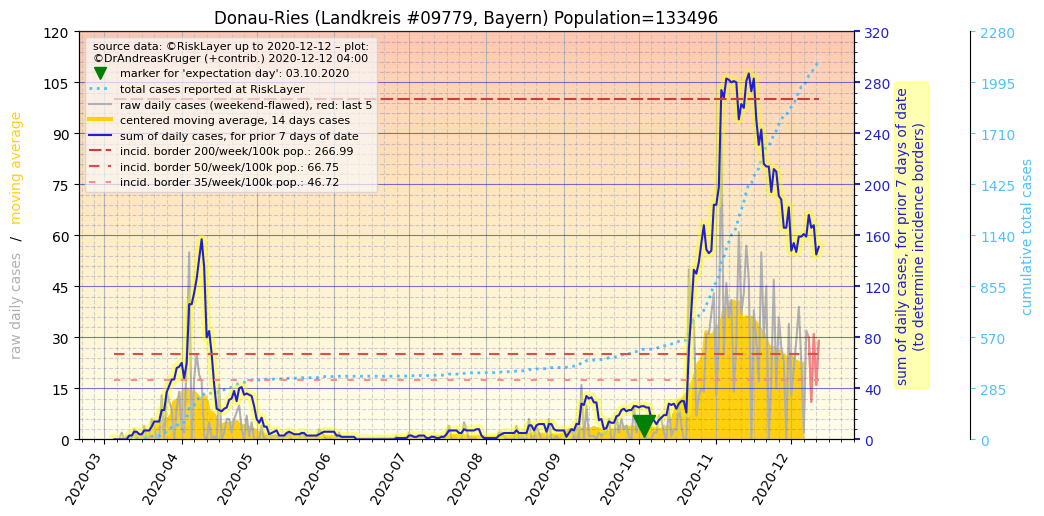 Donau-Ries (Landkreis #09779, Bayern) Population=133496
source data: ©RiskLayer up to 2020-12-12 – plot:
©DrAndreasKruger (+contrib.) 2020-12-12 04:00
marker for 'expectation day': 03.10.2020
total cases reported at RiskLayer
raw daily cases (weekend-flawed), red: last 5
centered moving average, 14 days cases
sum of daily cases, for prior 7 days of date
incid. border 200/week/100k pop.: 266.99
incid. border 50/week/100k pop.: 66.75
incid. border 35/week/100k pop.: 46.72
raw daily cases / moving average
120
105
90
75
60
45
30
15
0
320
280
240
200
160
120
80
40
0
sum of daily cases, for prior 7 days of date
(to determine incidence borders)
2280
1995
1710
1425
1140
855
570
285
0
cumulative total cases
2020-03
2020-04
2020-05
2020-06
2020-07
2020-08
2020-09
2020-10
2020-11
2020-12